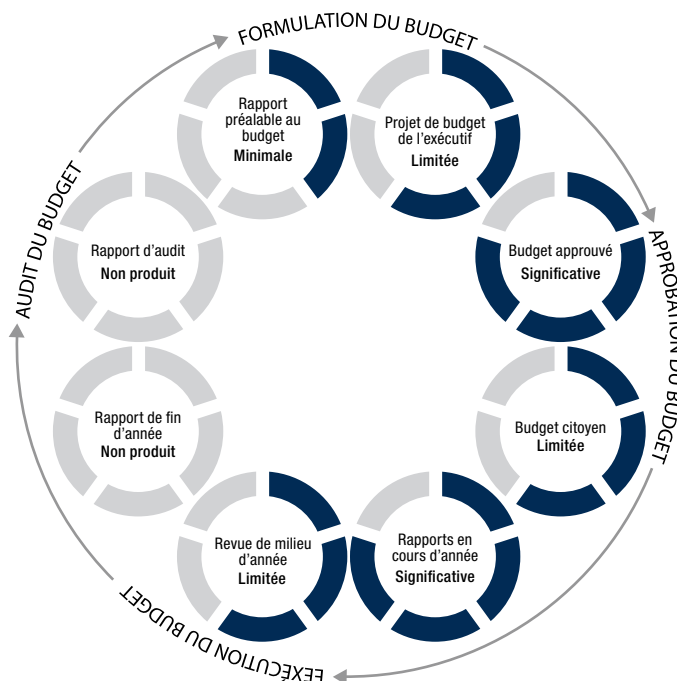 FORMULATION DU BUDGET
Rapport
préalable au
budget
Minimale
Projet de budget
de l’exécutif
Limitée
APPROBATION DU BUDGET
Budget approuvé
Significative
Budget citoyen
Limitée
Rapports en
cours d’année
Significative
Revue de milieu
d’année
Limitée
EEXÉCUTION DU BUDGET
Rapport de fin
d’année
Non produit
AUDIT DU BUDGET
Rapport d’audit
Non produit